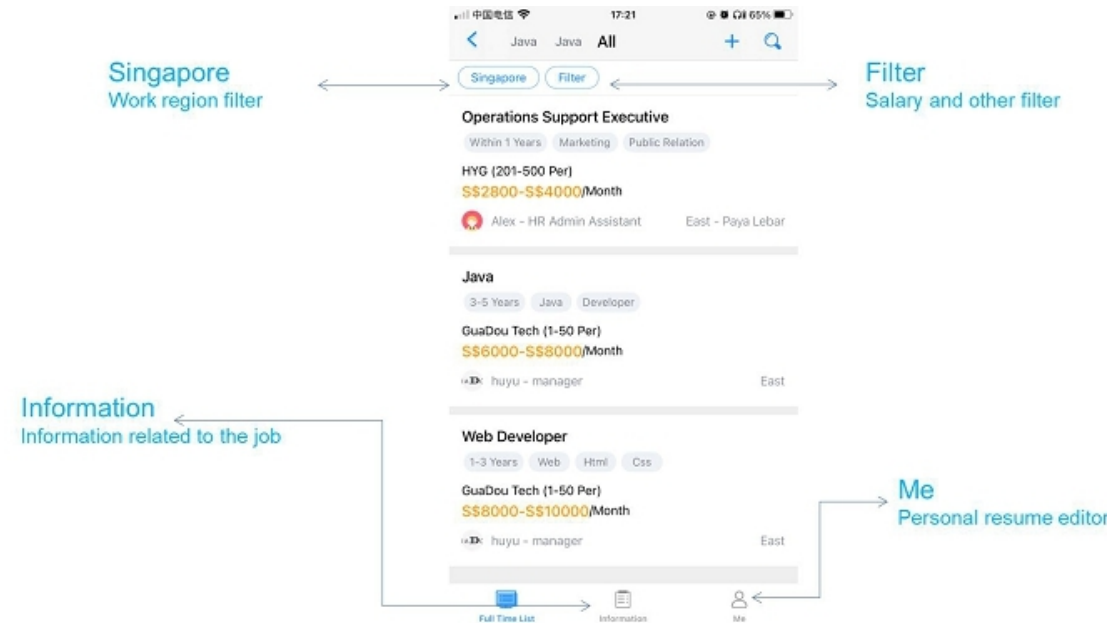 中国电信 17:21 65%
Java Java All
Singapore Filter
Singapore
Work region filter
Filter
Salary and other filter
Operations Support Executive
Within 1 Years Marketing Public Relation
HYG (201-500 Per)
S$2800-S$4000/Month
Alex - HR Admin Assistant East - Paya Lebar
Java
3-5 Years Java Developer
GuaDou Tech (1-50 Per)
S$6000-S$8000/Month
huyu - manager East
Information
Information related to the job
Web Developer
1-3 Years Web Html Css
GuaDou Tech (1-50 Per)
S$8000-S$10000/Month
huyu - manager East
Me
Personal resume editor
Full Time List Information Me